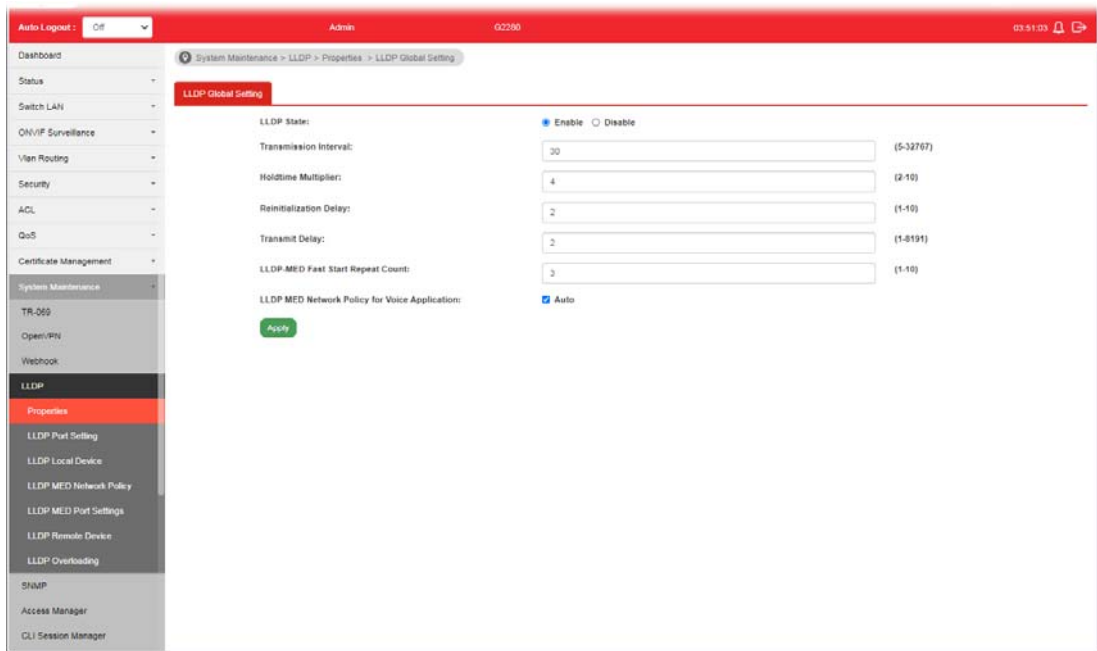 Auto Logout : Off Admin G2280 03:51:03
Dashboard
Status
Switch LAN
ONVIF Surveillance
Vlan Routing
Security
ACL
QoS
Certificate Management
System Maintenance
TR-069
OpenVPN
Webhook
LLDP
Properties
LLDP Port Setting
LLDP Local Device
LLDP MED Network Policy
LLDP MED Port Settings
LLDP Remote Device
LLDP Overloading
SNMP
Access Manager
CLI Session Manager
System Maintenance > LLDP > Properties > LLDP Global Setting
LLDP Global Setting
LLDP State: Enable Disable
Transmission Interval: 30 (5-32767)
Holdtime Multiplier: 4 (2-10)
Reinitialization Delay: 2 (1-10)
Transmit Delay: 2 (1-8191)
LLDP-MED Fast Start Repeat Count: 3 (1-10)
LLDP MED Network Policy for Voice Application: Auto
Apply